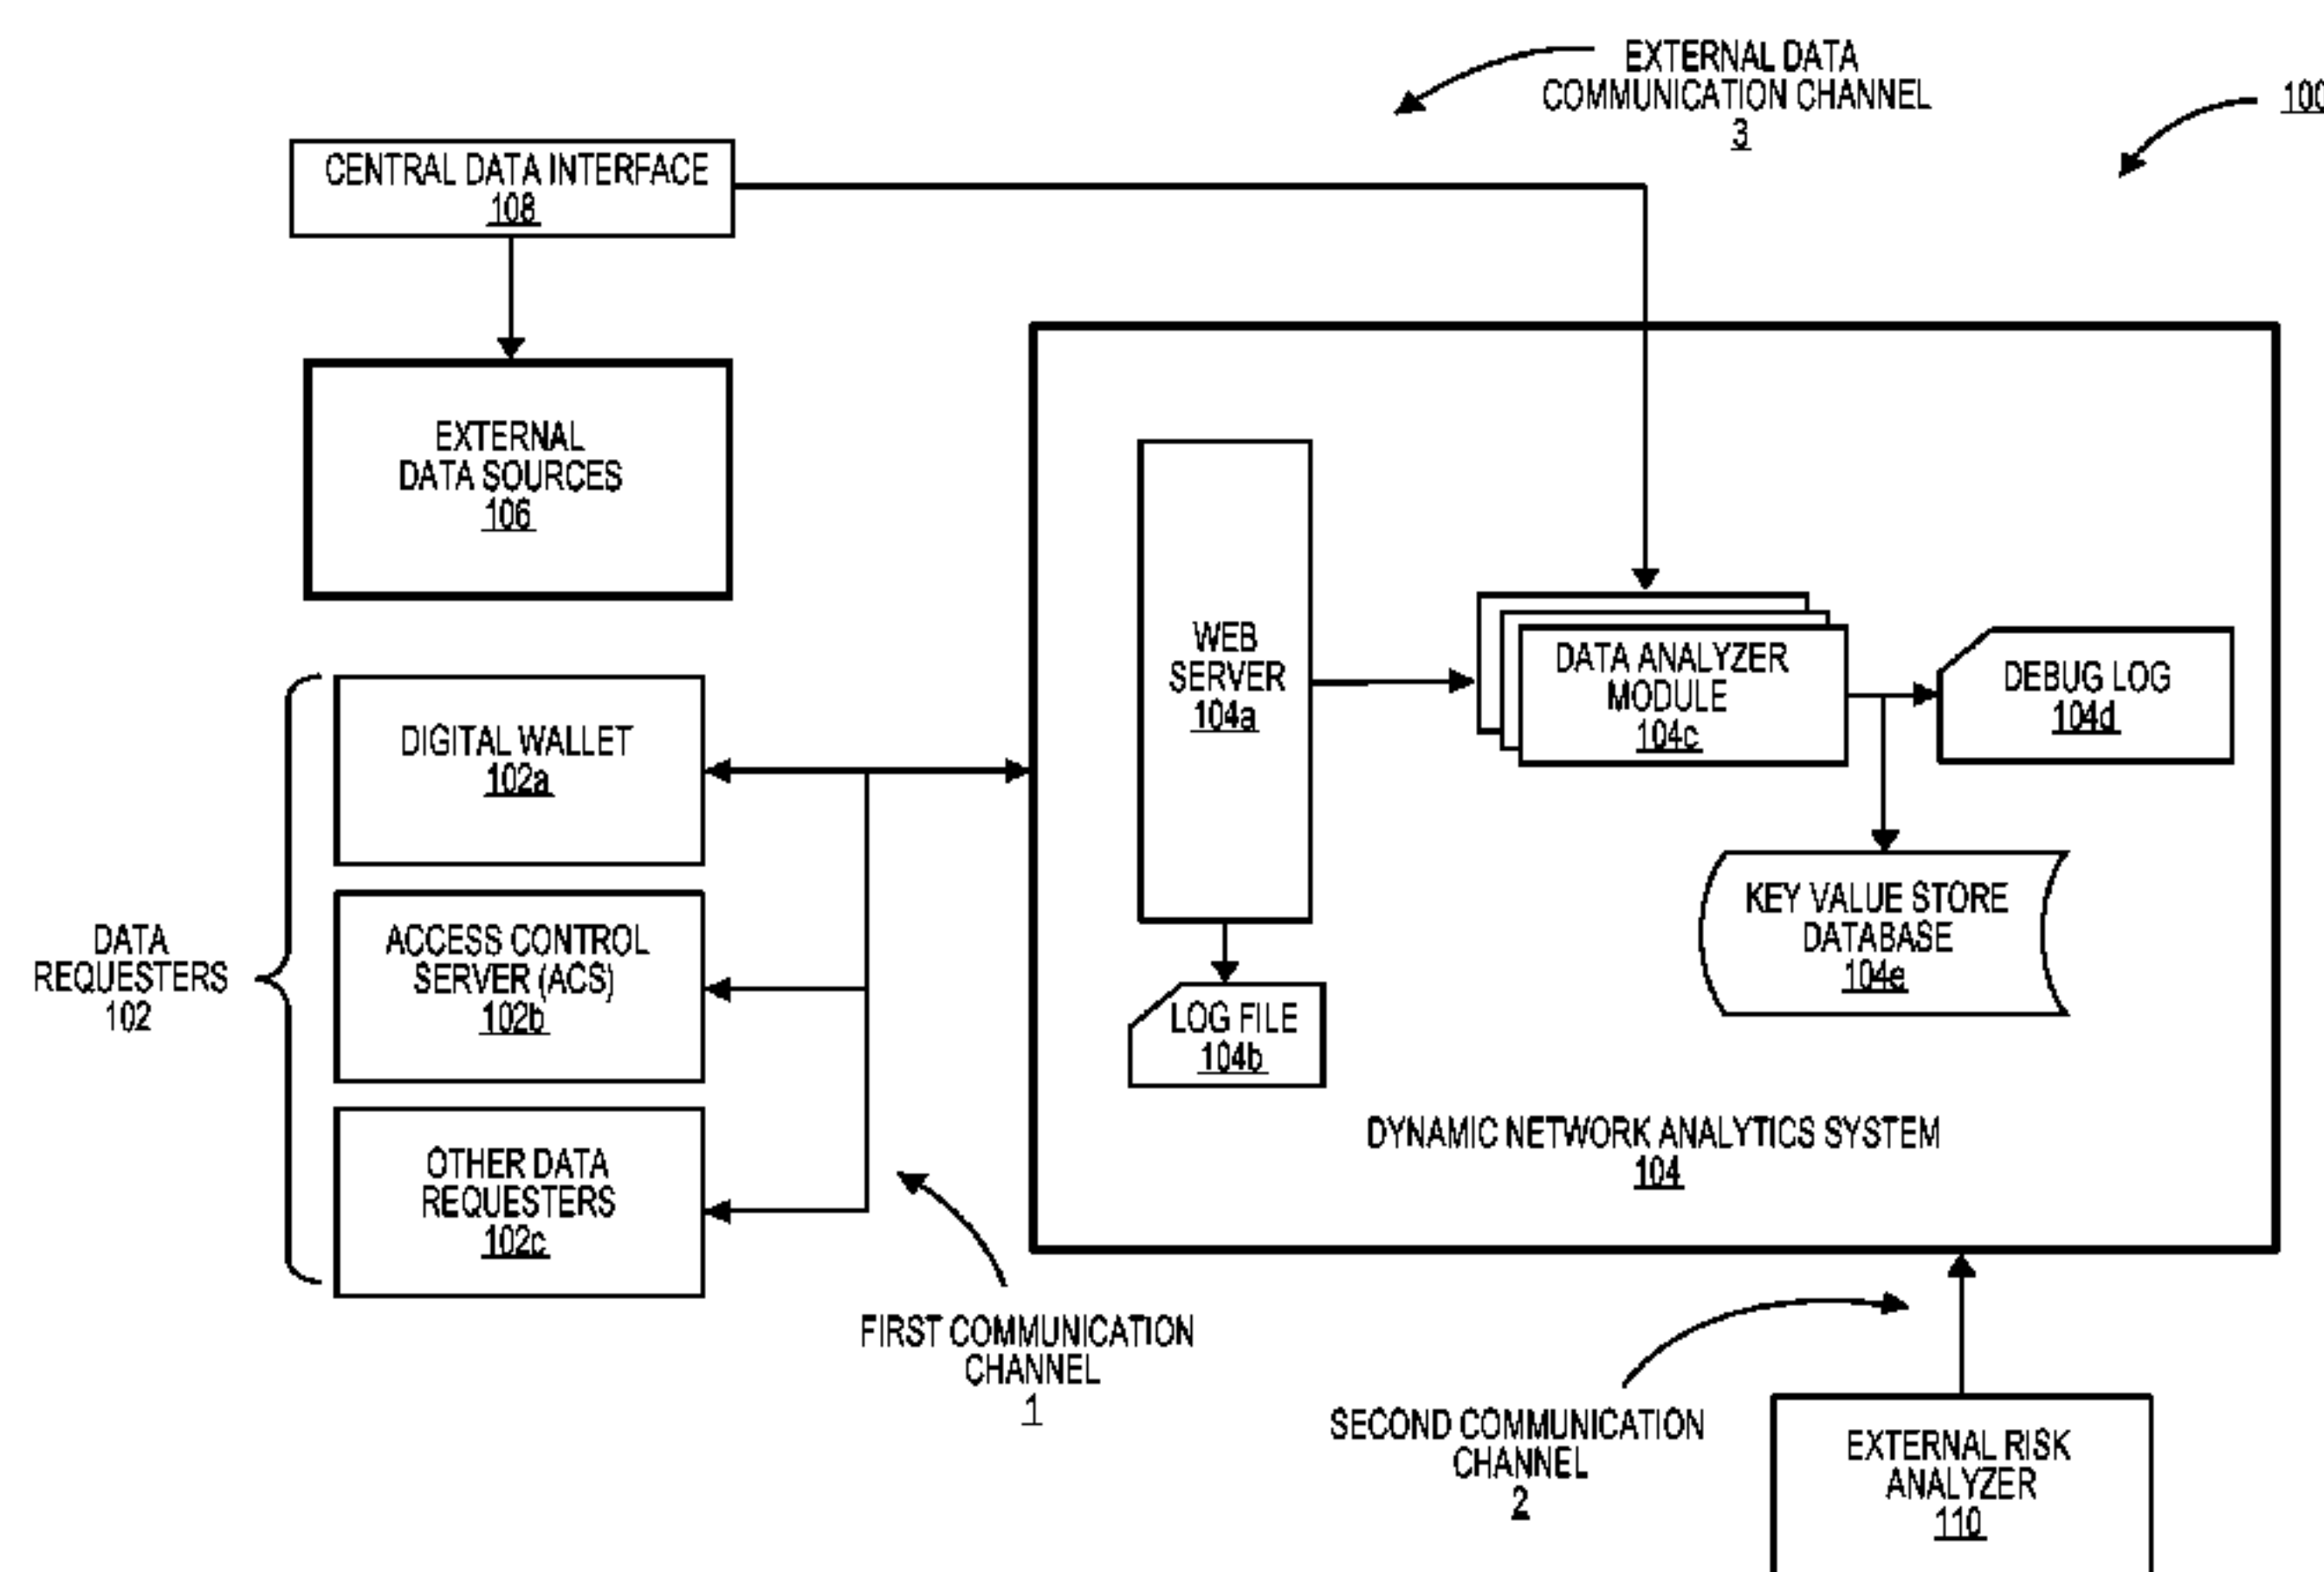 EXTERNAL DATA
COMMUNICATION CHANNEL
3
100
CENTRAL DATA INTERFACE
108
EXTERNAL
DATA SOURCES
106
WEB
SERVER
104a
DATA ANALYZER
MODULE
104c
DEBUG LOG
104d
KEY VALUE STORE
DATABASE
104e
LOG FILE
104b
DYNAMIC NETWORK ANALYTICS SYSTEM
104
DATA
REQUESTERS
102
DIGITAL WALLET
102a
ACCESS CONTROL
SERVER (ACS)
102b
OTHER DATA
REQUESTERS
102c
FIRST COMMUNICATION
CHANNEL
1
SECOND COMMUNICATION
CHANNEL
2
EXTERNAL RISK
ANALYZER
110